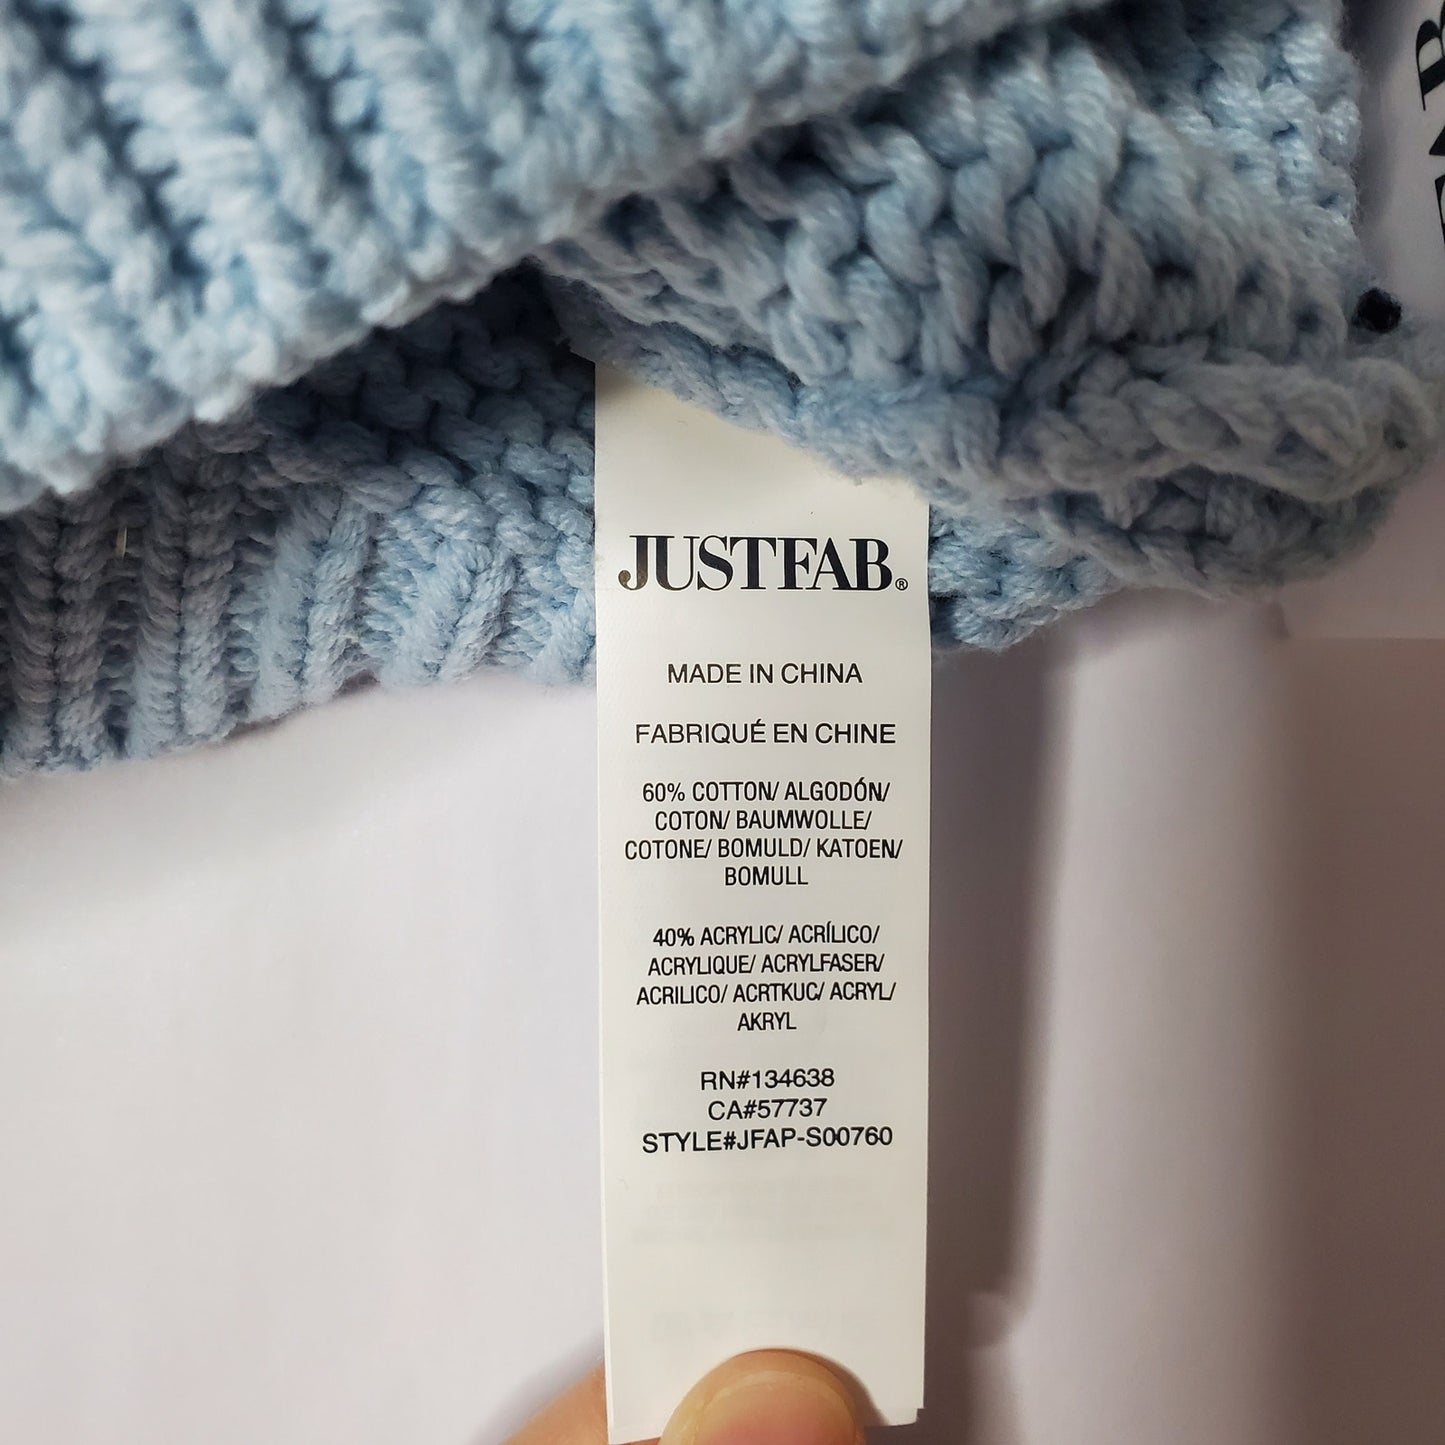 JUSTFAB®
MADE IN CHINA
FABRIQUÉ EN CHINE
60% COTTON/ ALGODÓN/
COTON/ BAUMWOLLE/
COTONE/ BOMULD/ KATOEN/
BOMULL
40% ACRYLIC/ ACRÍLICO/
ACRYLIQUE/ ACRYLFASER/
ACRILICO/ ACRTKUC/ ACRYL/
AKRYL
RN#134638
CA#57737
STYLE#JFAP-S00760